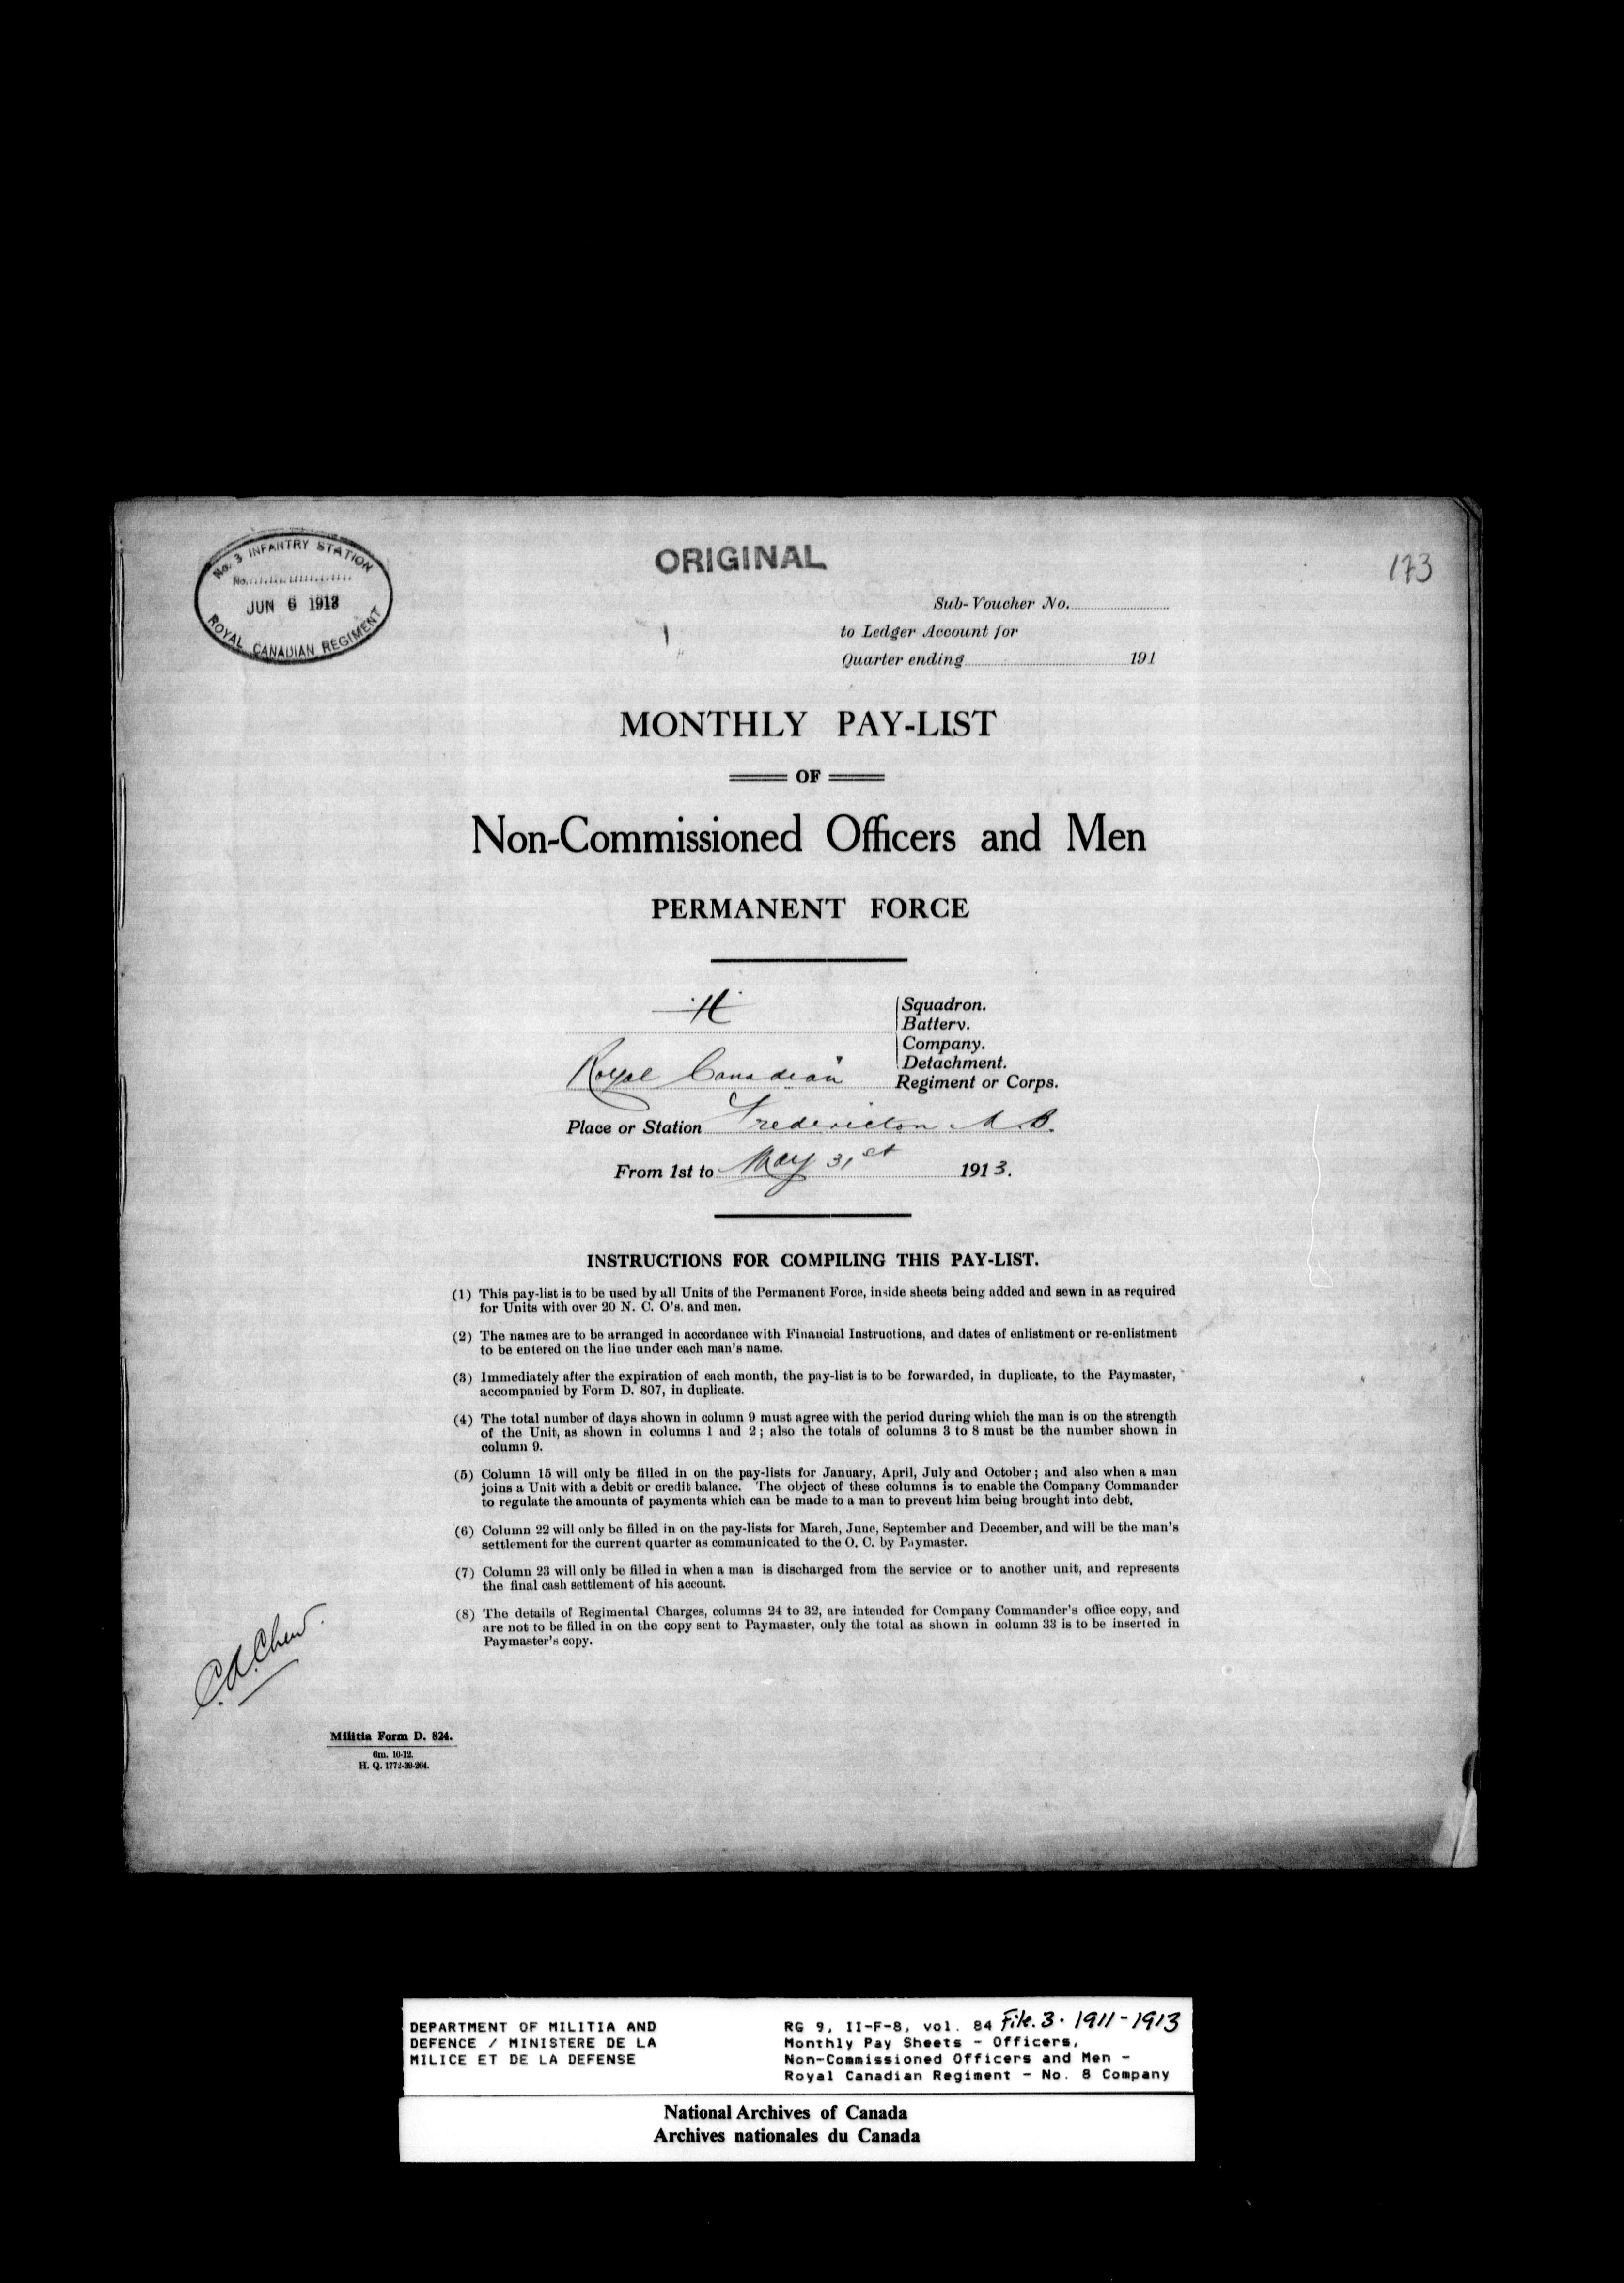 No. 3 INFANTRY STATION
No.
JUN 6 1913
ROYAL CANADIAN REGIMENT
ORIGINAL
173
Sub-Voucher No.
to Ledger Account for
Quarter ending 191
MONTHLY PAY-LIST
OF
Non-Commissioned Officers and Men
PERMANENT FORCE
"H"
Squadron.
Battery.
Company.
Detachment.
Royal Canadian Regiment or Corps.
Place or Station Fredericton N.B.
From 1st to May 31st 1913.
INSTRUCTIONS FOR COMPILING THIS PAY-LIST.
(1) This pay-list is to be used by all Units of the Permanent Force, inside sheets being added and sewn in as required
for Units with over 20 N. C. O's. and men.
(2) The names are to be arranged in accordance with Financial Instructions, and dates of enlistment or re-enlistment
to be entered on the line under each man's name.
(3) Immediately after the expiration of each month, the pay-list is to be forwarded, in duplicate, to the Paymaster,
accompanied by Form D. 807, in duplicate.
(4) The total number of days shown in column 9 must agree with the period during which the man is on the strength
of the Unit, as shown in columns 1 and 2; also the totals of columns 3 to 8 must be the number shown in
column 9.
(5) Column 15 will only be filled in on the pay-lists for January, April, July and October; and also when a man
joins a Unit with a debit or credit balance. The object of these columns is to enable the Company Commander
to regulate the amounts of payments which can be made to a man to prevent him being brought into debt.
(6) Column 22 will only be filled in on the pay-lists for March, June, September and December, and will be the man's
settlement for the current quarter as communicated to the O. C. by Paymaster.
(7) Column 23 will only be filled in when a man is discharged from the service or to another unit, and represents
the final cash settlement of his account.
(8) The details of Regimental Charges, columns 24 to 32, are intended for Company Commander's office copy, and
are not to be filled in on the copy sent to Paymaster, only the total as shown in column 33 is to be inserted in
Paymaster's copy.
Militia Form D. 824.
6m. 10-12.
H. Q. 1772-39-264.
DEPARTMENT OF MILITIA AND
DEFENCE / MINISTERE DE LA
MILICE ET DE LA DEFENSE
RG 9, II-F-8, vol. 84 File. 3. 1911-1913
Monthly Pay Sheets - Officers,
Non-Commissioned Officers and Men -
Royal Canadian Regiment - No. 8 Company
National Archives of Canada
Archives nationales du Canada